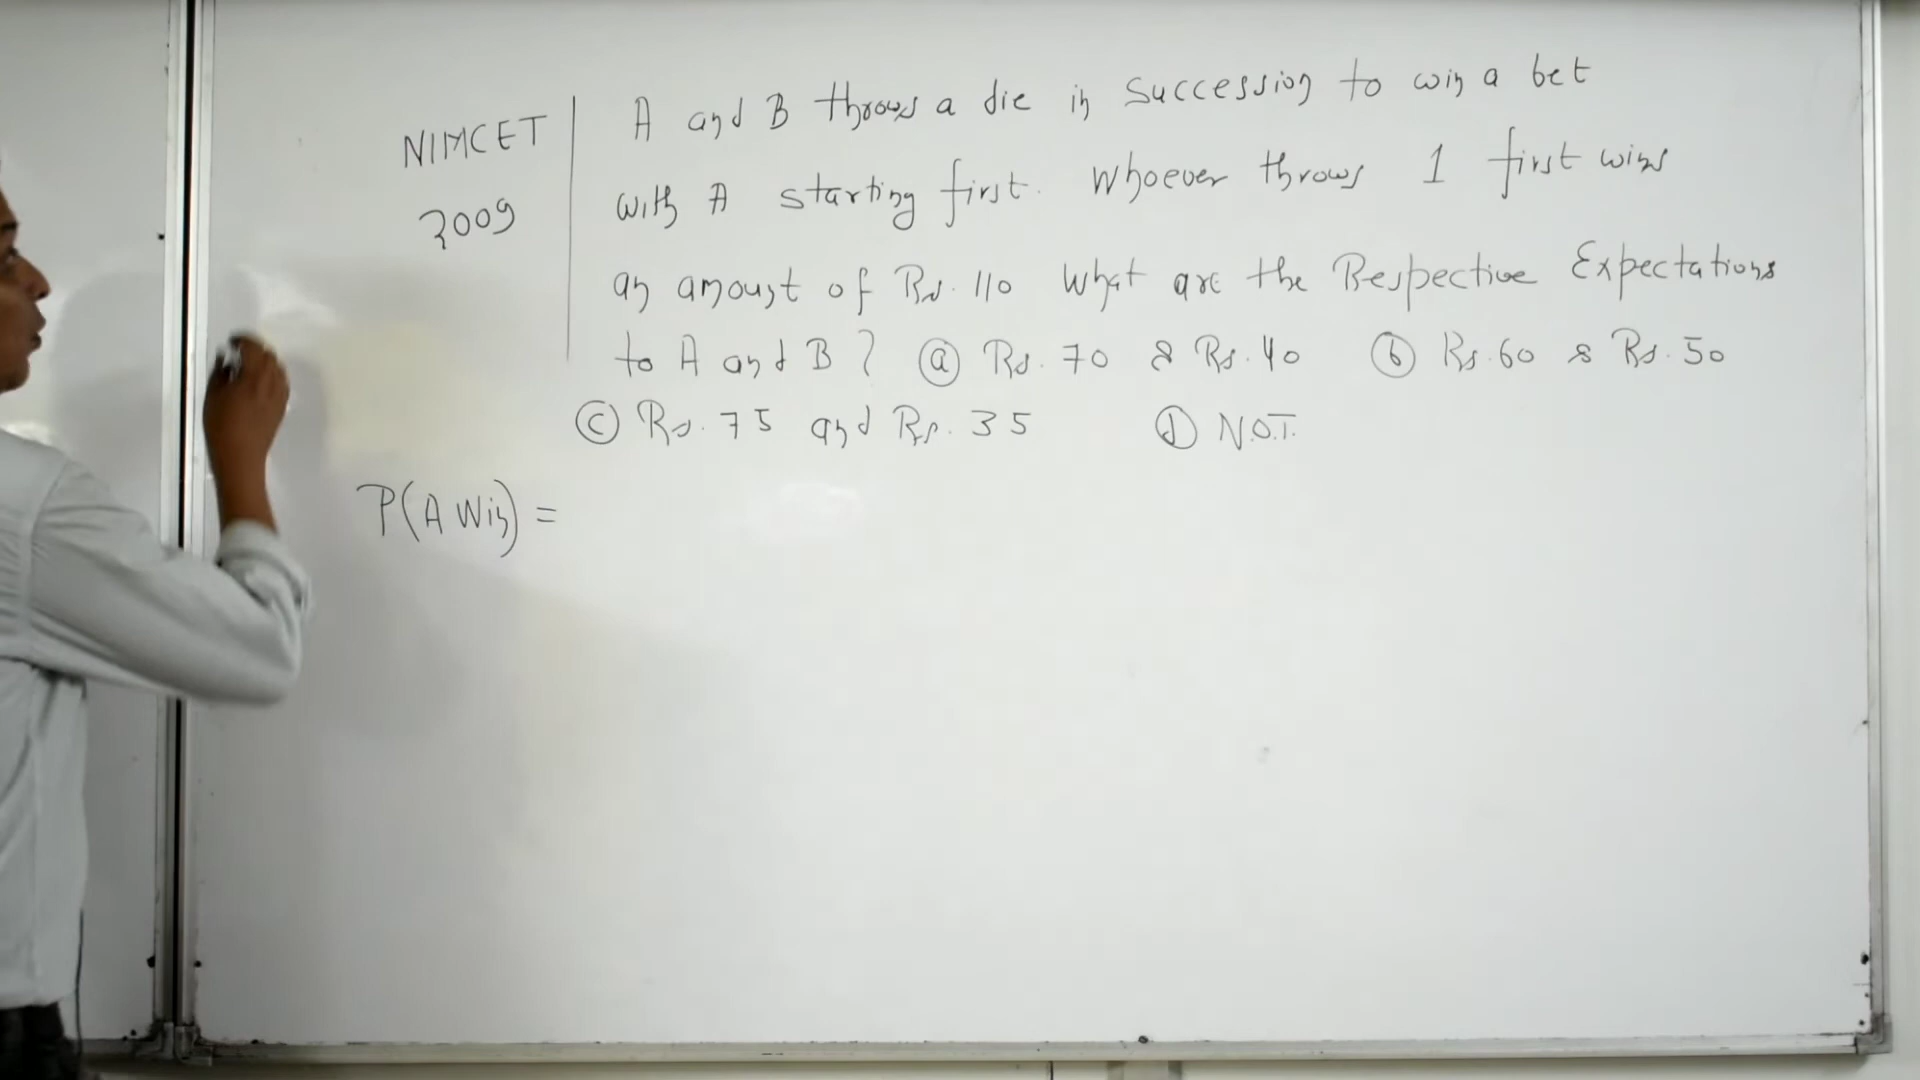 NIMCET
2009
A and B throws a die in succession to win a bet
with A starting first. Whoever throws 1 first wins
an amount of Rs. 110 What are the Respective Expectations
to A and B ? (a) Rs. 70 & Rs. 40 (b) Rs. 60 & Rs. 50
(c) Rs. 75 and Rs. 35 (d) N.O.T.
P(A Win) =